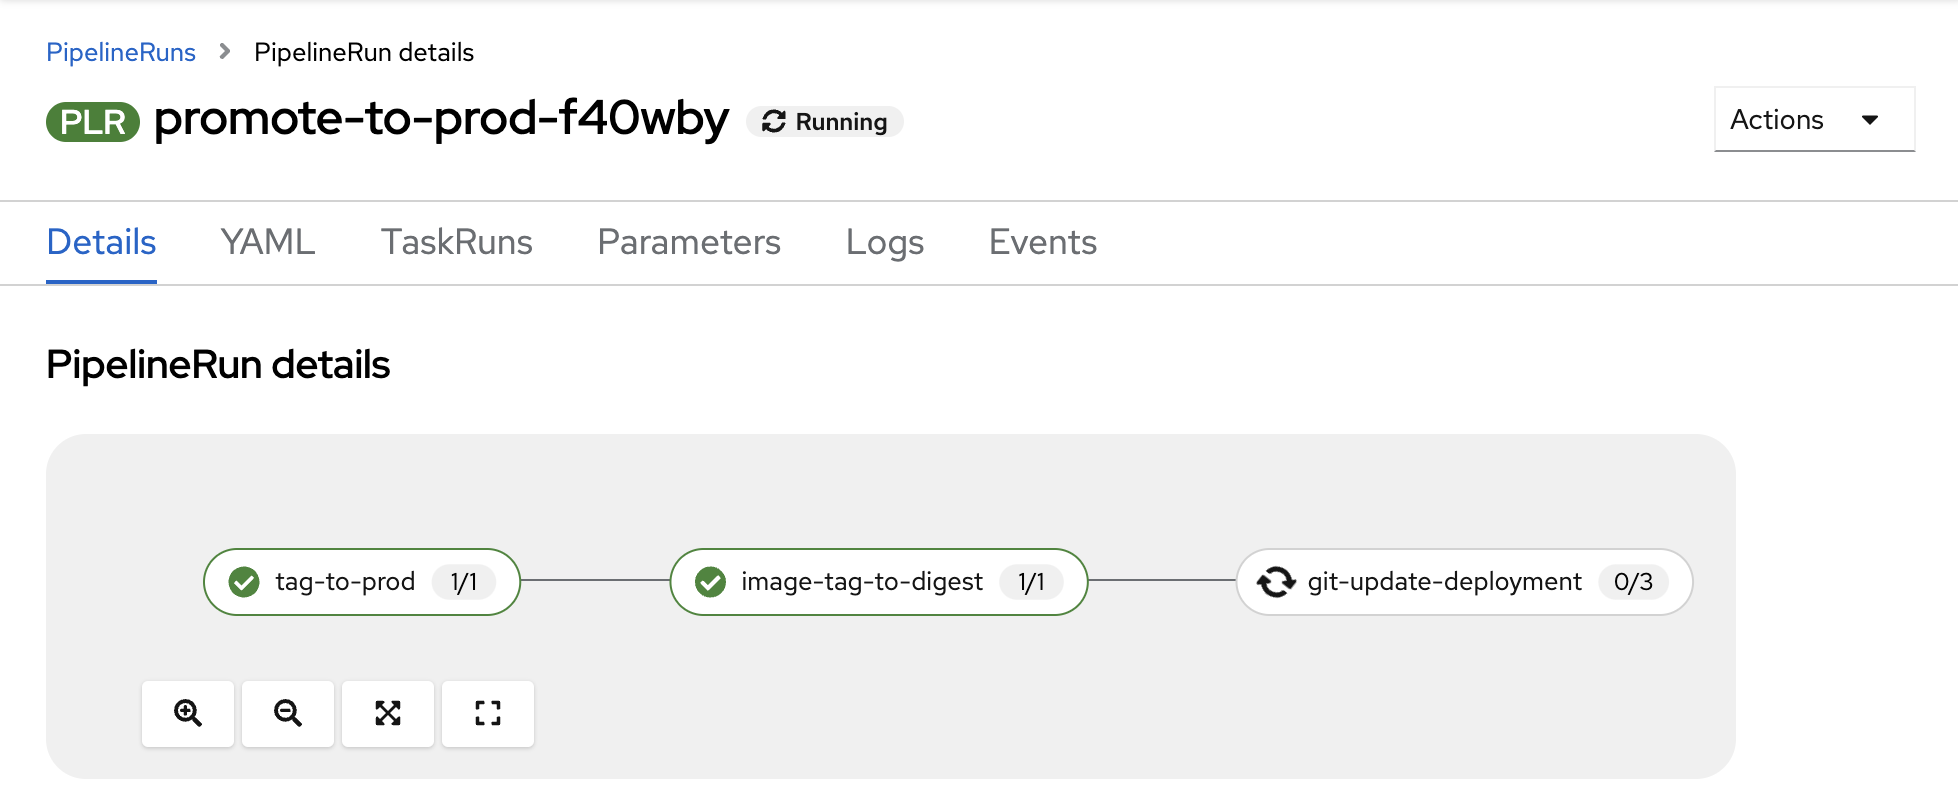 PipelineRuns > PipelineRun details
PLR promote-to-prod-f40wby Running
Actions
Details YAML TaskRuns Parameters Logs Events
PipelineRun details
tag-to-prod 1/1 image-tag-to-digest 1/1 git-update-deployment 0/3